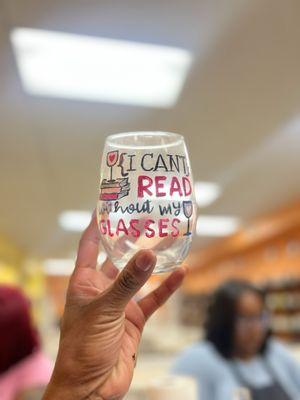 I CAN'T
READ
without my
GLASSES